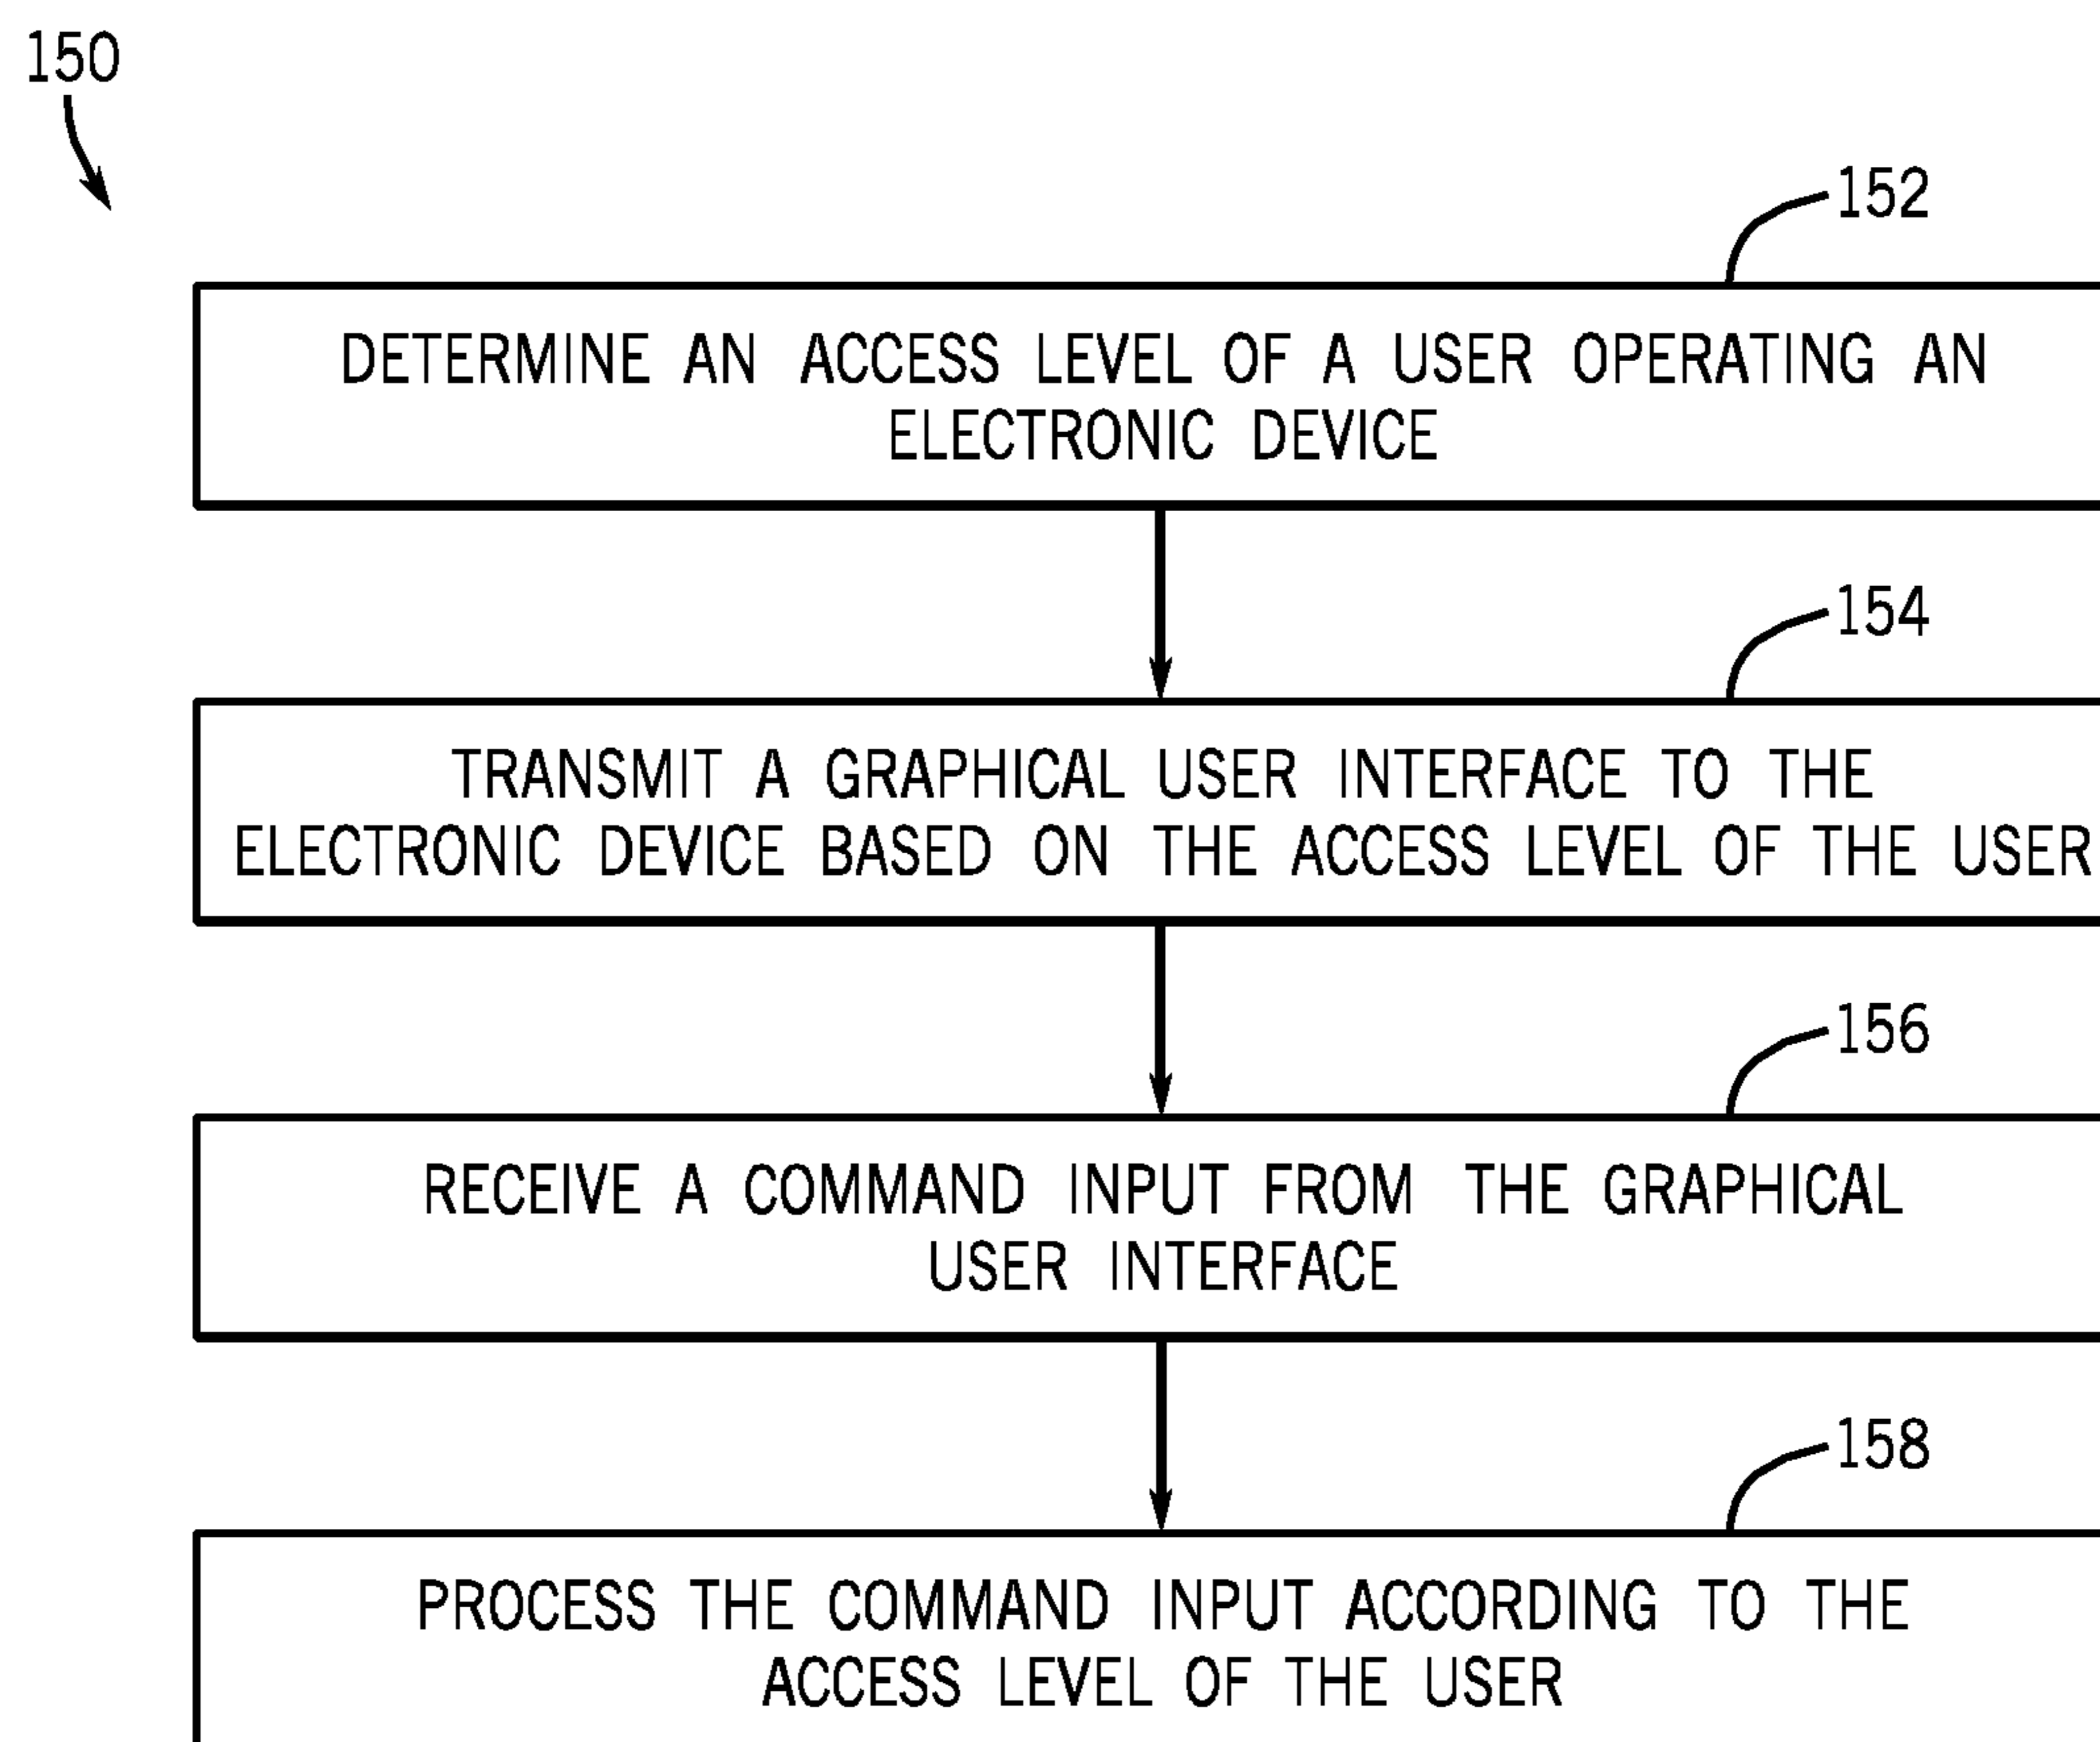 150
152
DETERMINE AN ACCESS LEVEL OF A USER OPERATING AN
ELECTRONIC DEVICE
154
TRANSMIT A GRAPHICAL USER INTERFACE TO THE
ELECTRONIC DEVICE BASED ON THE ACCESS LEVEL OF THE USER
156
RECEIVE A COMMAND INPUT FROM THE GRAPHICAL
USER INTERFACE
158
PROCESS THE COMMAND INPUT ACCORDING TO THE
ACCESS LEVEL OF THE USER